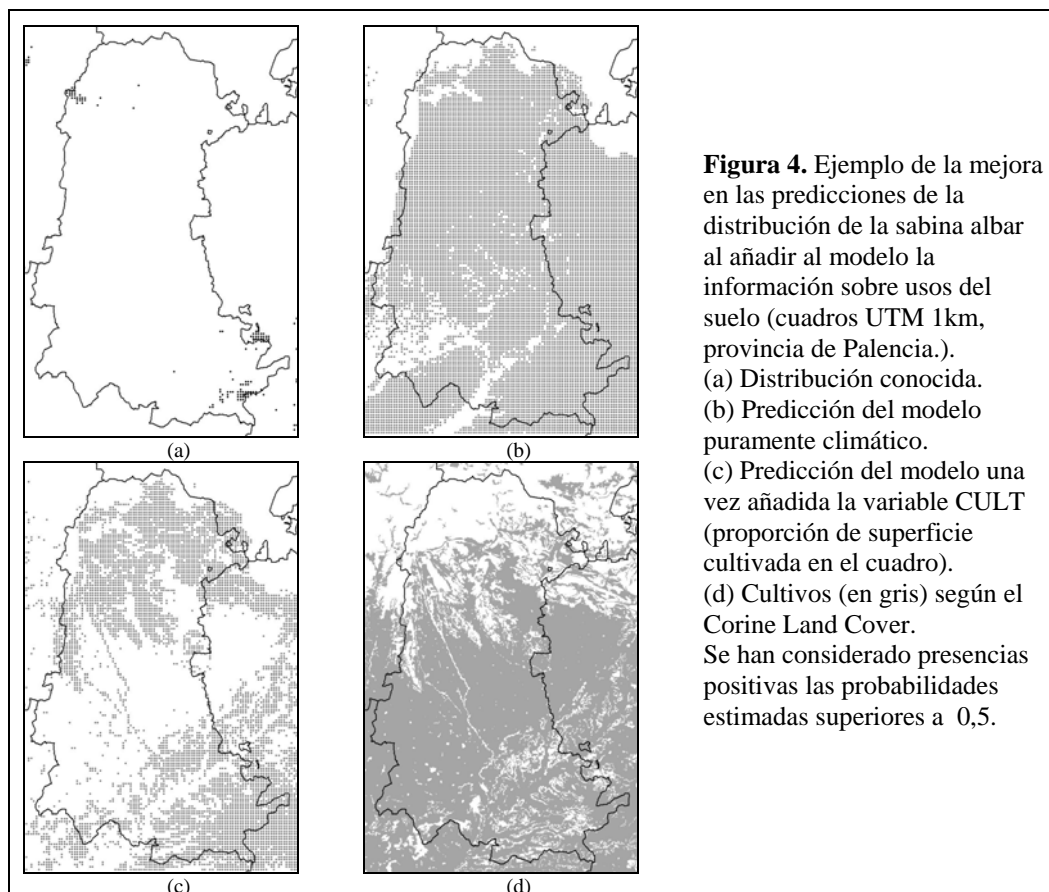 (a)
(b)
(c)
(d)
Figura 4. Ejemplo de la mejora
en las predicciones de la
distribución de la sabina albar
al añadir al modelo la
información sobre usos del
suelo (cuadros UTM 1km,
provincia de Palencia.).
(a) Distribución conocida.
(b) Predicción del modelo
puramente climático.
(c) Predicción del modelo una
vez añadida la variable CULT
(proporción de superficie
cultivada en el cuadro).
(d) Cultivos (en gris) según el
Corine Land Cover.
Se han considerado presencias
positivas las probabilidades
estimadas superiores a 0,5.